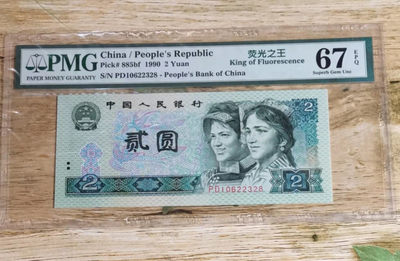 PMG
PAPER MONEY GUARANTY
China / People's Republic
Pick# 885bf 1990 2 Yuan
S/N PD10622328 - People's Bank of China
荧光之王
King of Fluorescence
67 EPQ
Superb Gem Unc
中国人民银行
贰圆
PD10622328
2
2
2